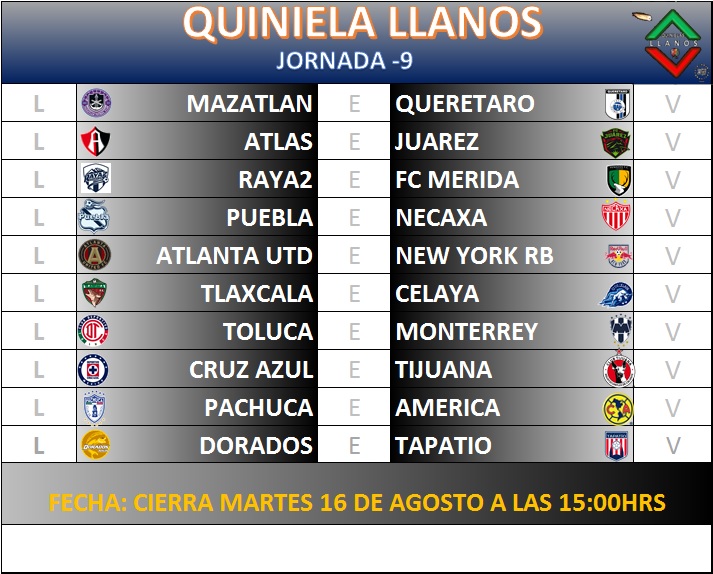 QUINIELA LLANOS
JORNADA -9
LLANOS
L MAZATLAN E QUERETARO V
L ATLAS E JUAREZ V
L RAYA2 E FC MERIDA V
L PUEBLA E NECAXA V
L ATLANTA UTD E NEW YORK RB V
L TLAXCALA E CELAYA V
L TOLUCA E MONTERREY V
L CRUZ AZUL E TIJUANA V
L PACHUCA E AMERICA V
L DORADOS E TAPATIO V
FECHA: CIERRA MARTES 16 DE AGOSTO A LAS 15:00HRS